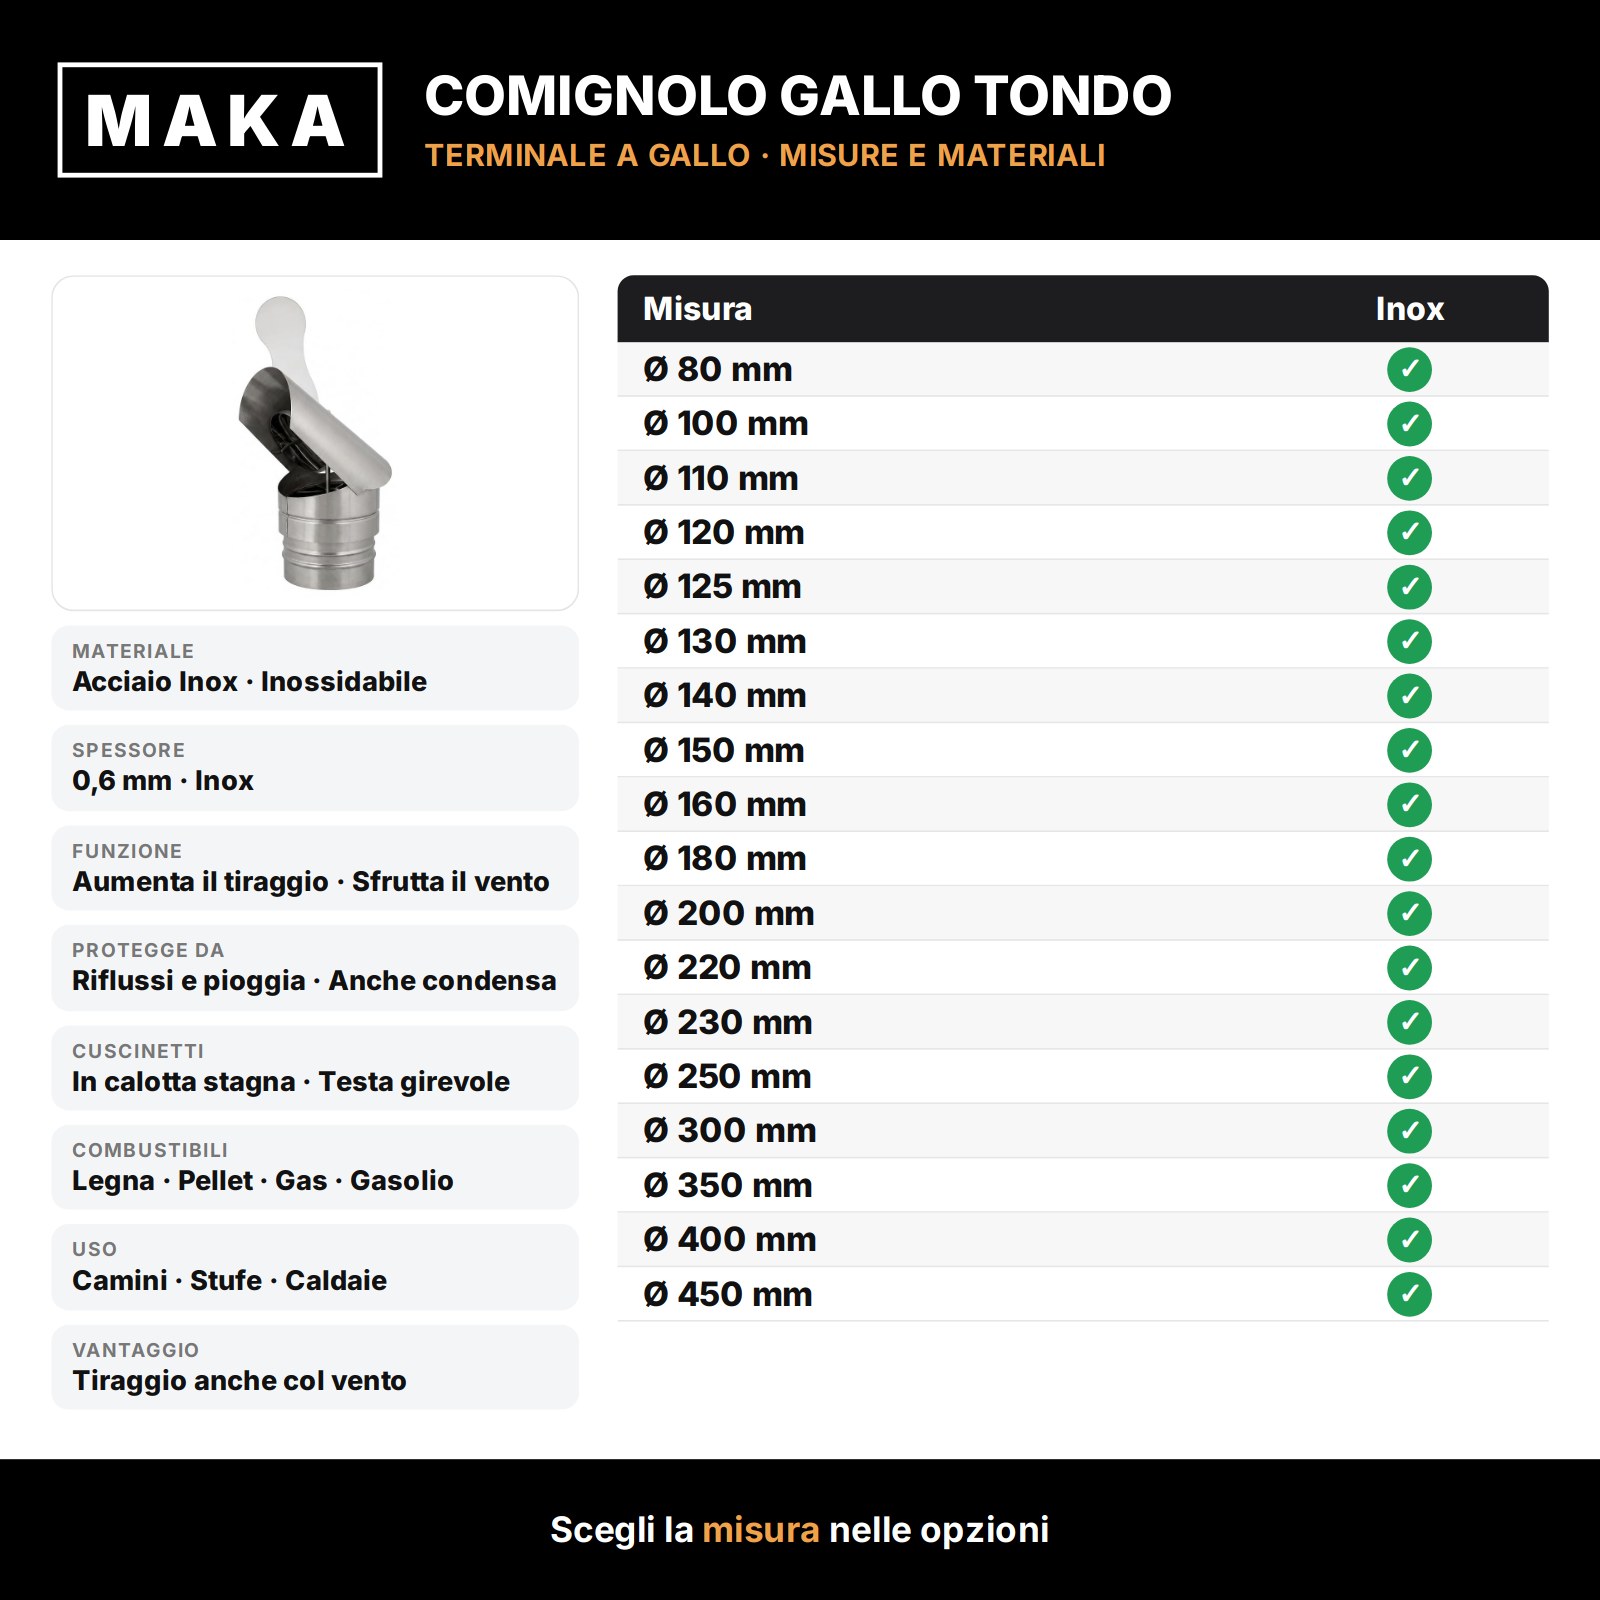 MAKA
COMIGNOLO GALLO TONDO
TERMINALE A GALLO · MISURE E MATERIALI
MATERIALE
Acciaio Inox · Inossidabile
SPESSORE
0,6 mm · Inox
FUNZIONE
Aumenta il tiraggio · Sfrutta il vento
PROTEGGE DA
Riflussi e pioggia · Anche condensa
CUSCINETTI
In calotta stagna · Testa girevole
COMBUSTIBILI
Legna · Pellet · Gas · Gasolio
USO
Camini · Stufe · Caldaie
VANTAGGIO
Tiraggio anche col vento
Misura Inox
Ø 80 mm ✓
Ø 100 mm ✓
Ø 110 mm ✓
Ø 120 mm ✓
Ø 125 mm ✓
Ø 130 mm ✓
Ø 140 mm ✓
Ø 150 mm ✓
Ø 160 mm ✓
Ø 180 mm ✓
Ø 200 mm ✓
Ø 220 mm ✓
Ø 230 mm ✓
Ø 250 mm ✓
Ø 300 mm ✓
Ø 350 mm ✓
Ø 400 mm ✓
Ø 450 mm ✓
Scegli la misura nelle opzioni